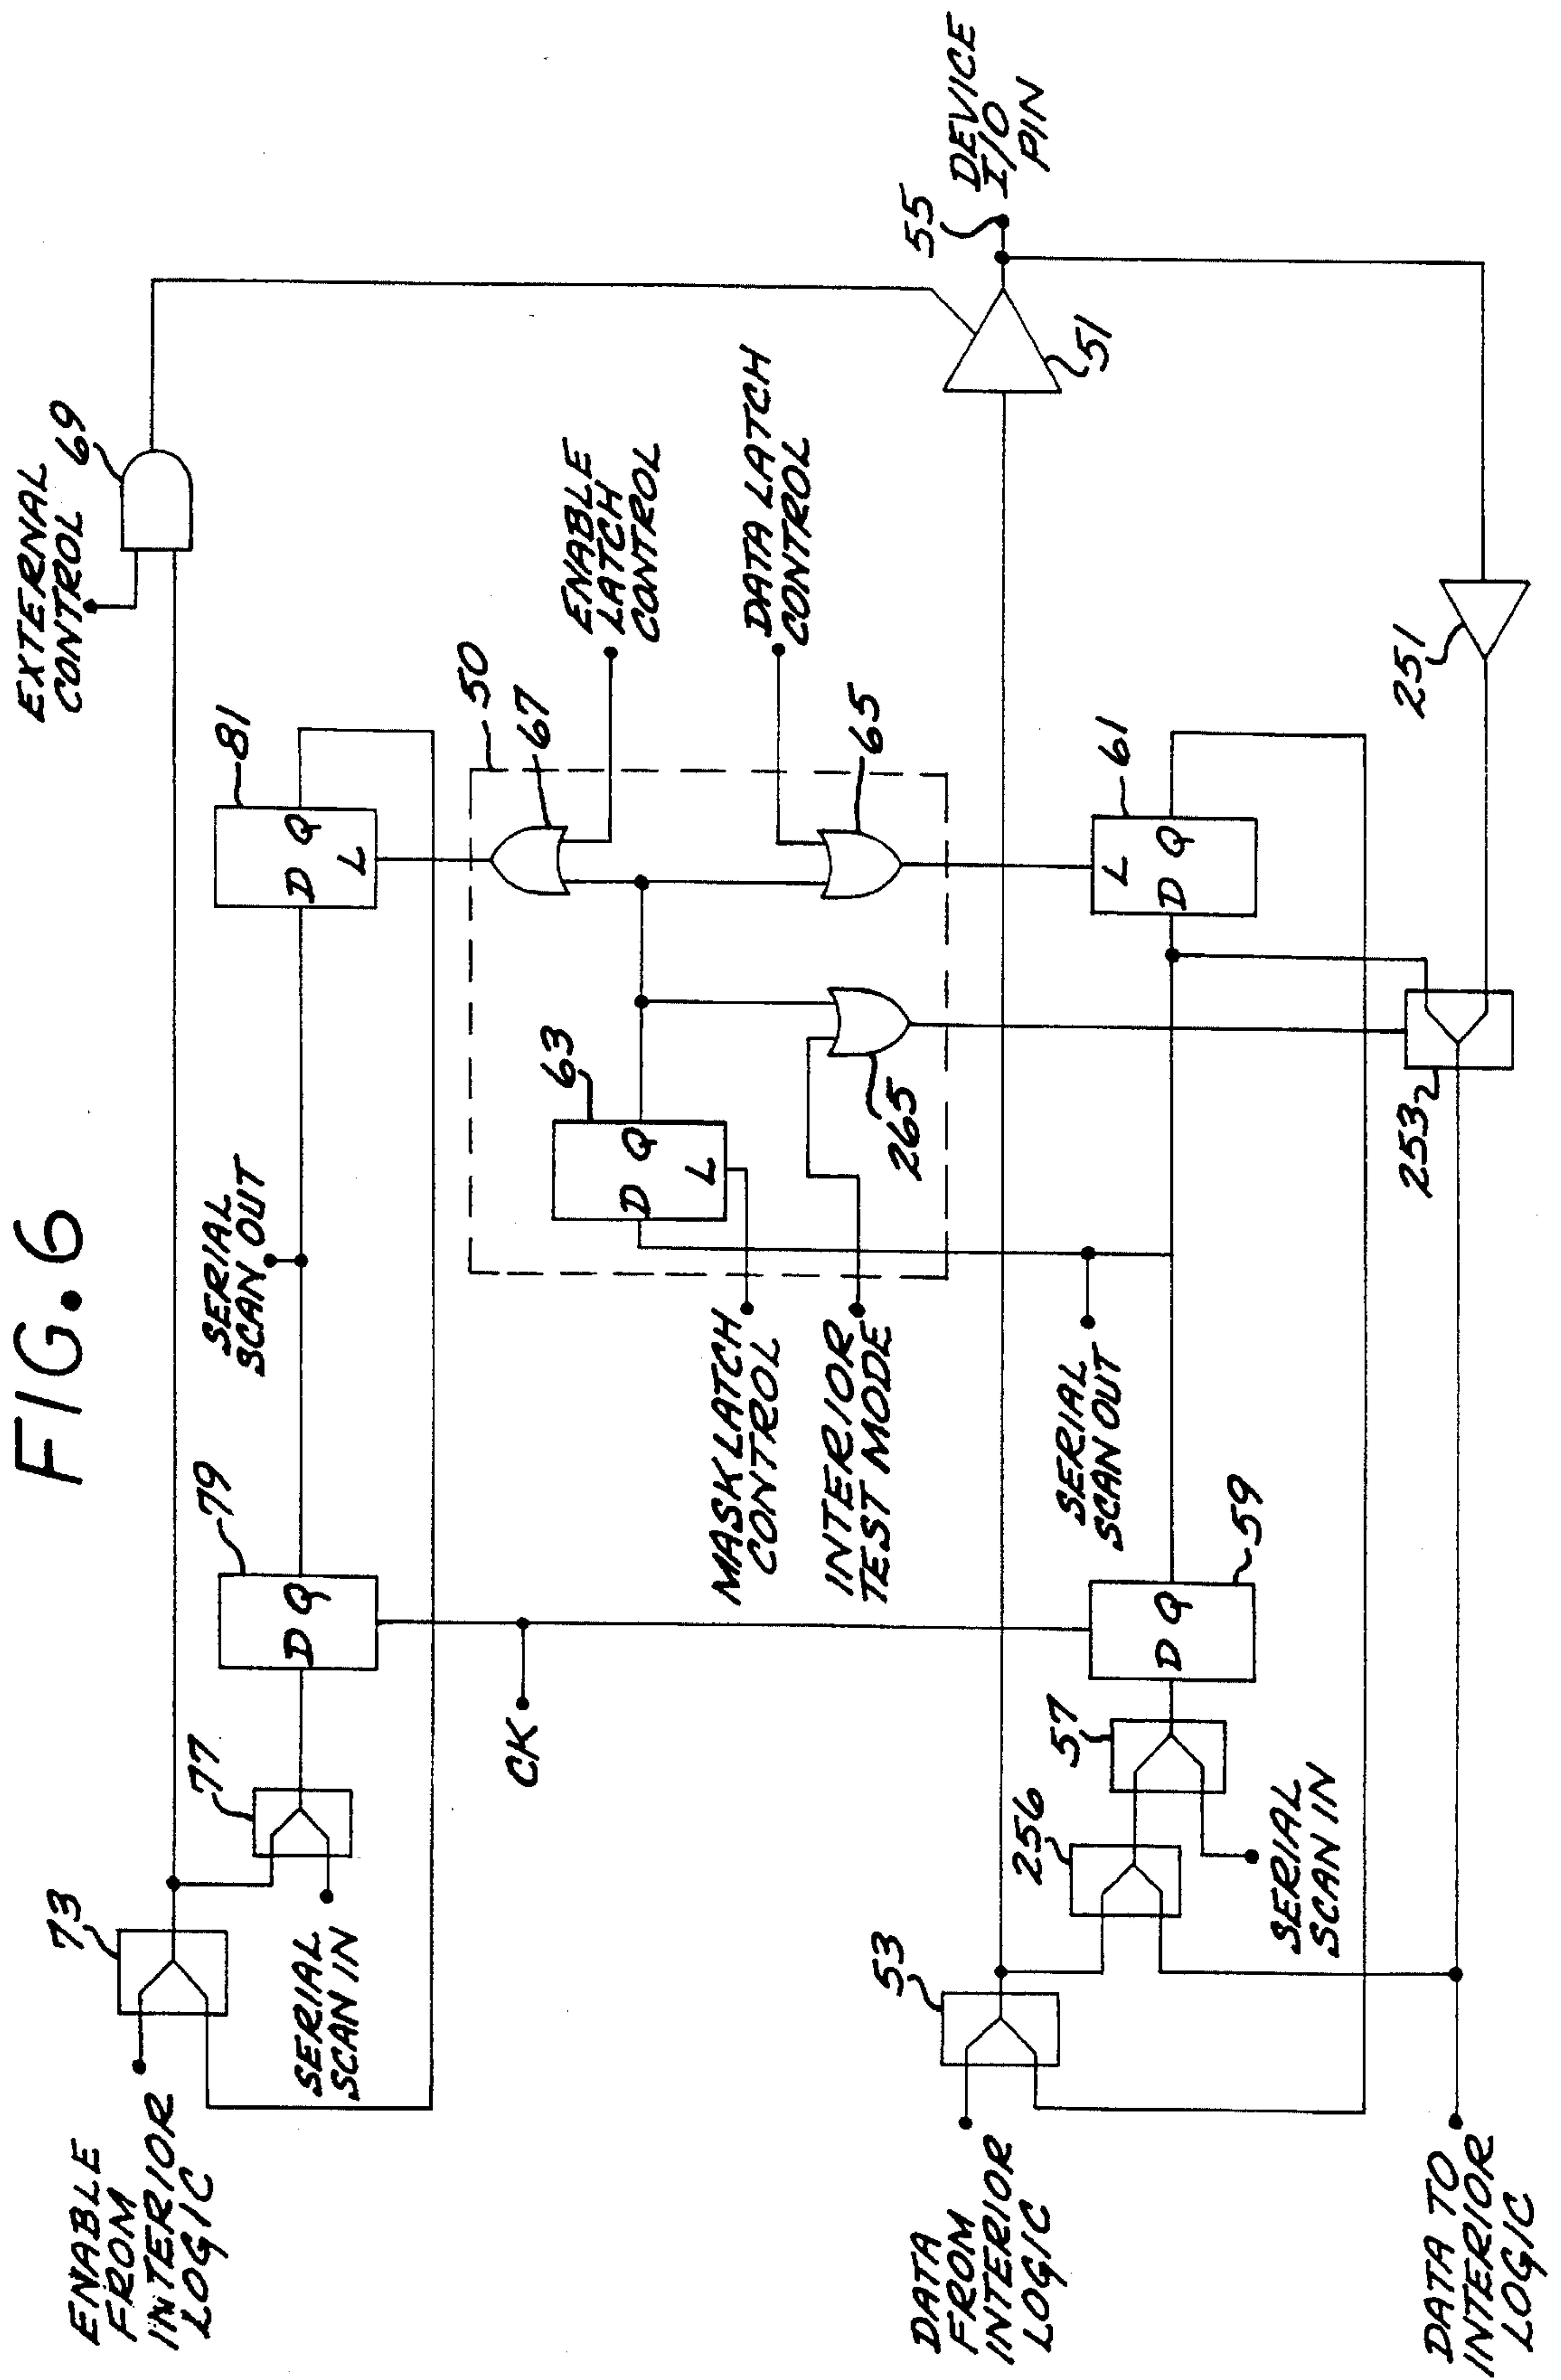 FIG. 6
EXTERNAL
CONTROL
69
ENABLE
FROM
INTERIOR
LOGIC
73
77
SERIAL
SCAN IN
79
D Q
SERIAL
SCAN OUT
81
D Q
L
CK
50
67
ENABLE
LATCH
CONTROL
63
D Q
L
MASK LATCH
CONTROL
INTERIOR
TEST MODE
265
65
DATA LATCH
CONTROL
DATA
FROM
INTERIOR
LOGIC
53
256
57
SERIAL
SCAN IN
59
D Q
SERIAL
SCAN OUT
61
L
D Q
51
55
DEVICE
I/O
PIN
251
253
DATA TO
INTERIOR
LOGIC